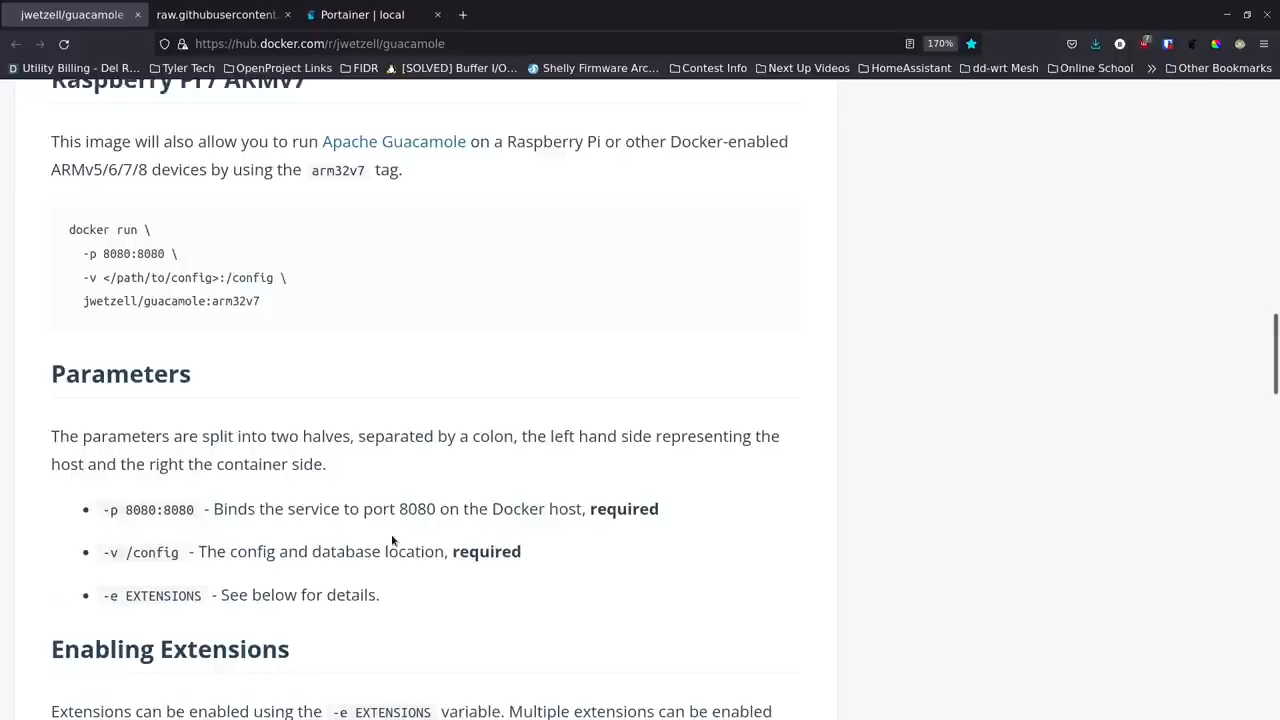 jwetzell/guacamole
raw.githubusercontent.
Portainer | local
https://hub.docker.com/r/jwetzell/guacamole
170%
Utility Billing - Del R...
Tyler Tech
OpenProject Links
FIDR
[SOLVED] Buffer I/O...
Shelly Firmware Arc...
Contest Info
Next Up Videos
HomeAssistant
dd-wrt Mesh
Online School
Other Bookmarks
Raspberry Pi / ARMv7
This image will also allow you to run Apache Guacamole on a Raspberry Pi or other Docker-enabled
ARMv5/6/7/8 devices by using the arm32v7 tag.
docker run \
-p 8080:8080 \
-v </path/to/config>:/config \
jwetzell/guacamole:arm32v7
Parameters
The parameters are split into two halves, separated by a colon, the left hand side representing the
host and the right the container side.
-p 8080:8080 - Binds the service to port 8080 on the Docker host, required
-v /config - The config and database location, required
-e EXTENSIONS - See below for details.
Enabling Extensions
Extensions can be enabled using the -e EXTENSIONS variable. Multiple extensions can be enabled